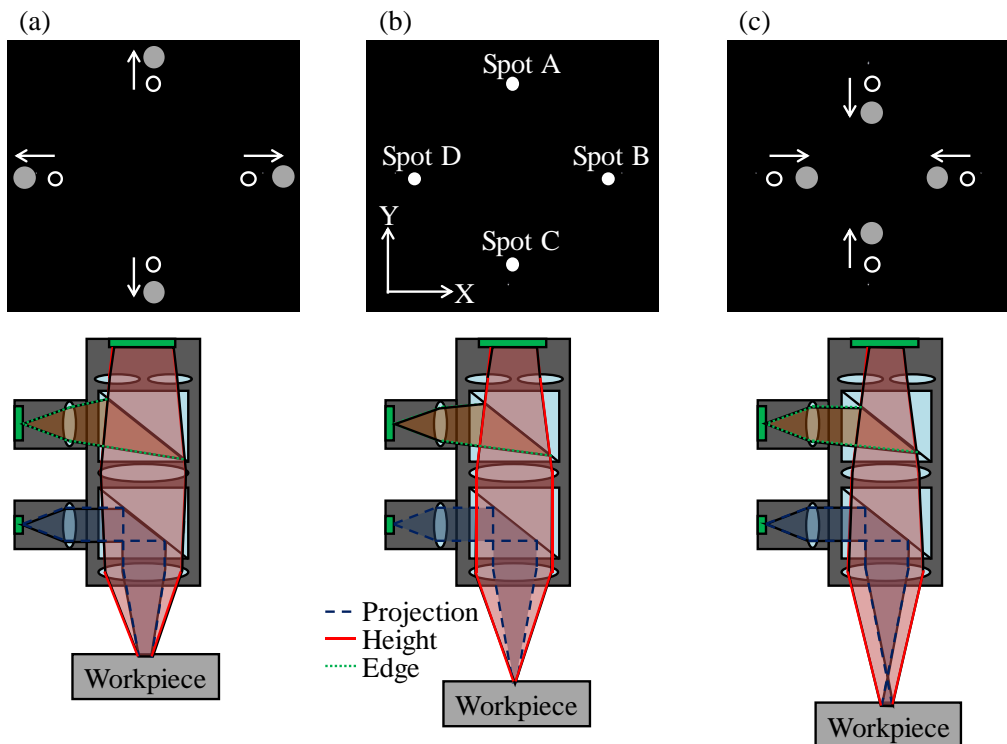 (a)
(b)
(c)
Spot A
Spot D
Spot B
Y
Spot C
X
Projection
Height
Edge
Workpiece
Workpiece
Workpiece